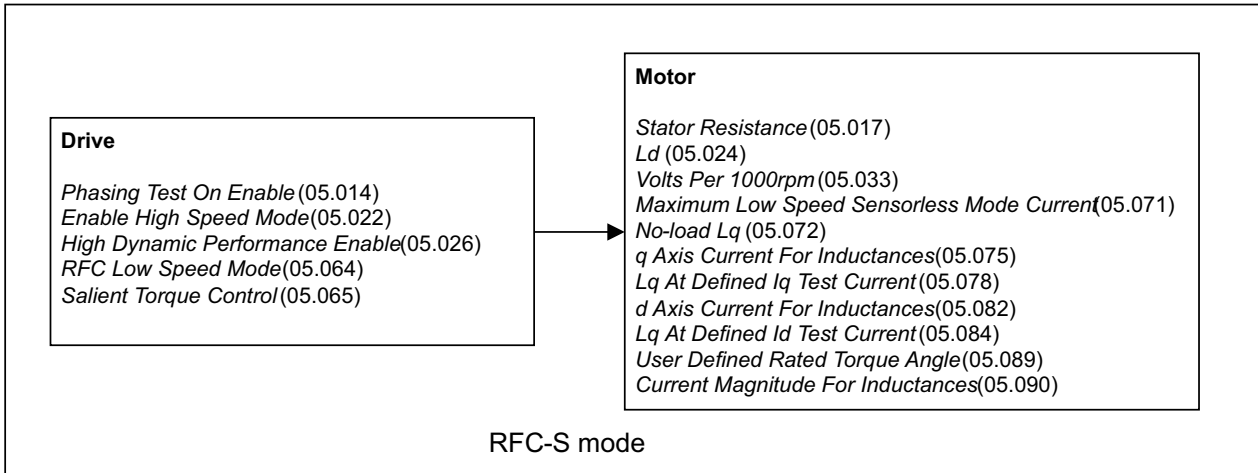 Drive
Phasing Test On Enable (05.014)
Enable High Speed Mode (05.022)
High Dynamic Performance Enable (05.026)
RFC Low Speed Mode (05.064)
Salient Torque Control (05.065)
Motor
Stator Resistance (05.017)
Ld (05.024)
Volts Per 1000rpm (05.033)
Maximum Low Speed Sensorless Mode Current (05.071)
No-load Lq (05.072)
q Axis Current For Inductances (05.075)
Lq At Defined Iq Test Current (05.078)
d Axis Current For Inductances (05.082)
Lq At Defined Id Test Current (05.084)
User Defined Rated Torque Angle (05.089)
Current Magnitude For Inductances (05.090)
RFC-S mode